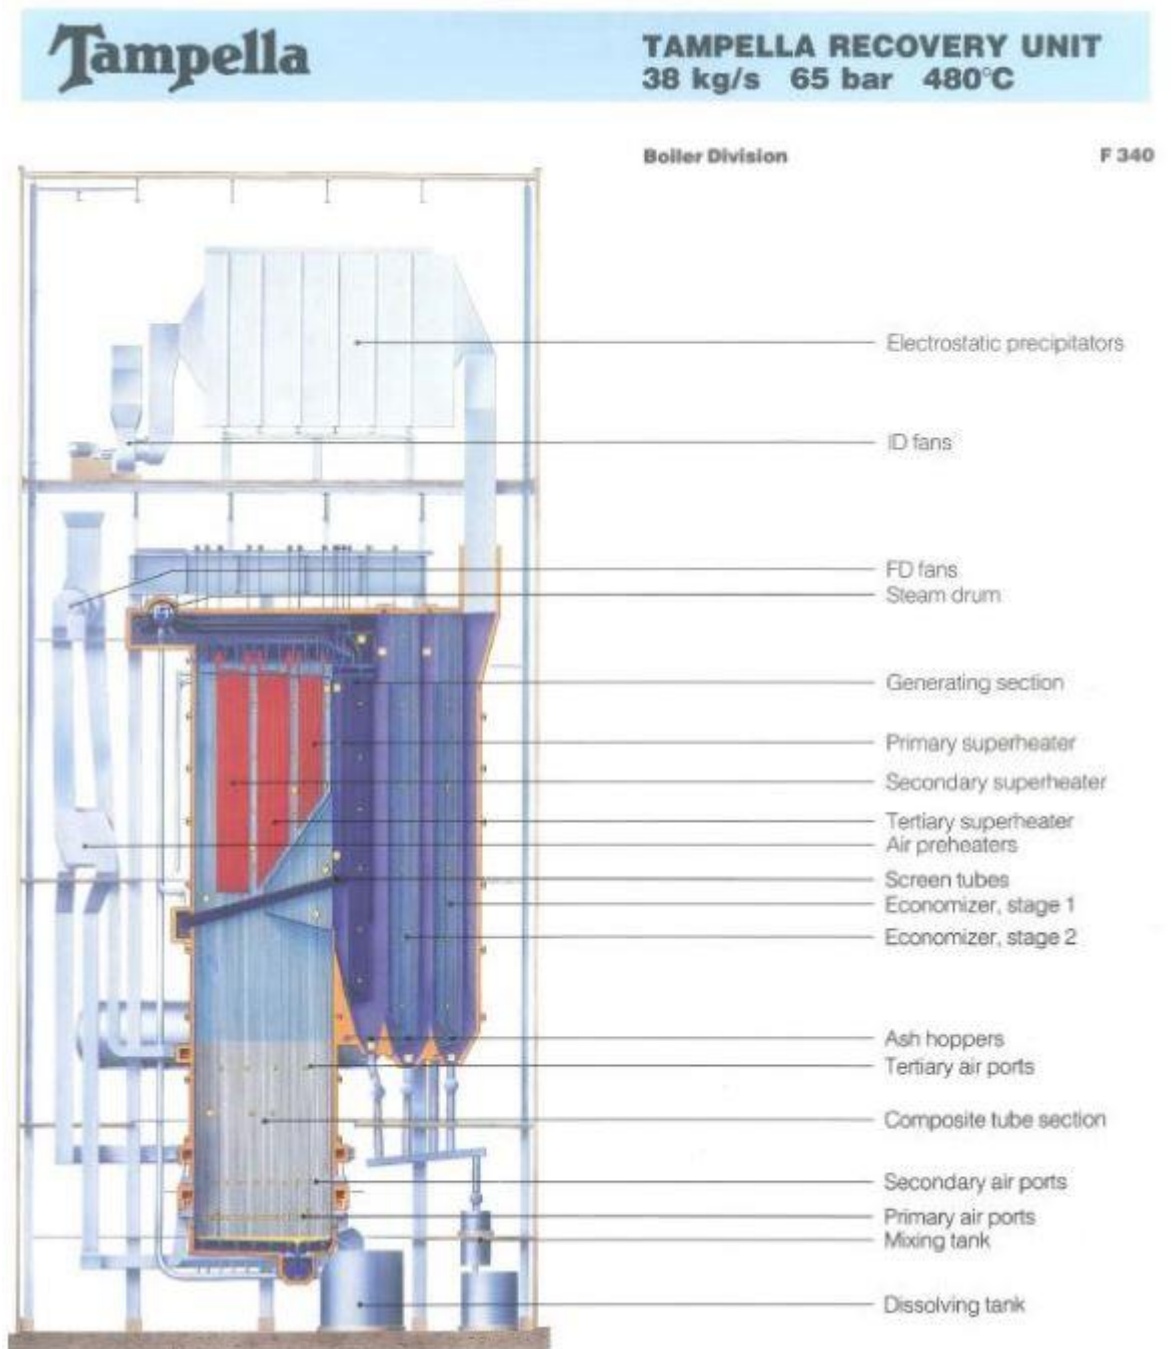 Tampella
TAMPELLA RECOVERY UNIT
38 kg/s 65 bar 480°C
Boiler Division F 340
Electrostatic precipitators
ID fans
FD fans
Steam drum
Generating section
Primary superheater
Secondary superheater
Tertiary superheater
Air preheaters
Screen tubes
Economizer, stage 1
Economizer, stage 2
Ash hoppers
Tertiary air ports
Composite tube section
Secondary air ports
Primary air ports
Mixing tank
Dissolving tank